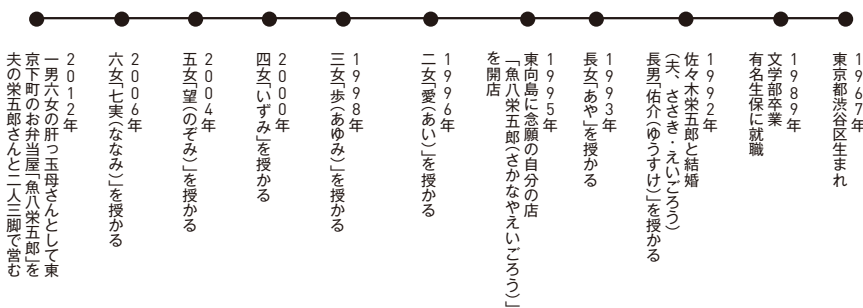 1967年
東京都渋谷区生まれ
1989年
文学部卒業
有名生保に就職
1992年
佐々木栄五郎と結婚
(夫、ささき・えいごろう)
長男「佑介(ゆうすけ)」を授かる
1993年
長女「あや」を授かる
1995年
東向島に念願の自分の店
「魚八栄五郎(さかなやえいごろう)」
を開店
1996年
二女「愛(あい)」を授かる
1998年
三女「歩(あゆみ)」を授かる
2000年
四女「いずみ」を授かる
2004年
五女「望(のぞみ)」を授かる
2006年
六女「七実(ななみ)」を授かる
2012年
一男六女の肝っ玉母さんとして東
京下町のお弁当屋「魚八栄五郎」を
夫の栄五郎さんと二人三脚で営む